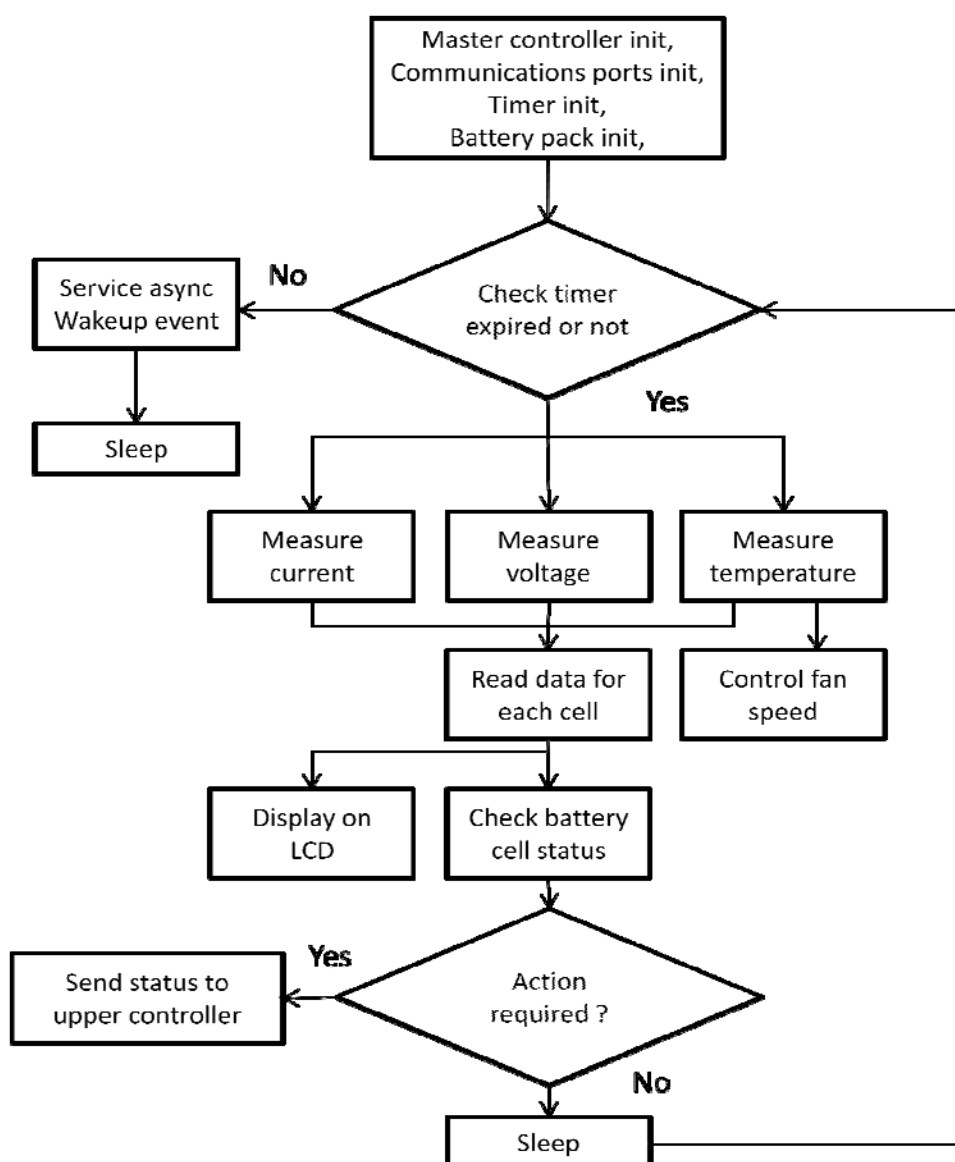 Master controller init,
Communications ports init,
Timer init,
Battery pack init,
No
Service async
Wakeup event
Check timer
expired or not
Yes
Sleep
Measure
current
Measure
voltage
Measure
temperature
Read data for
each cell
Control fan
speed
Display on
LCD
Check battery
cell status
Yes
Send status to
upper controller
Action
required ?
No
Sleep